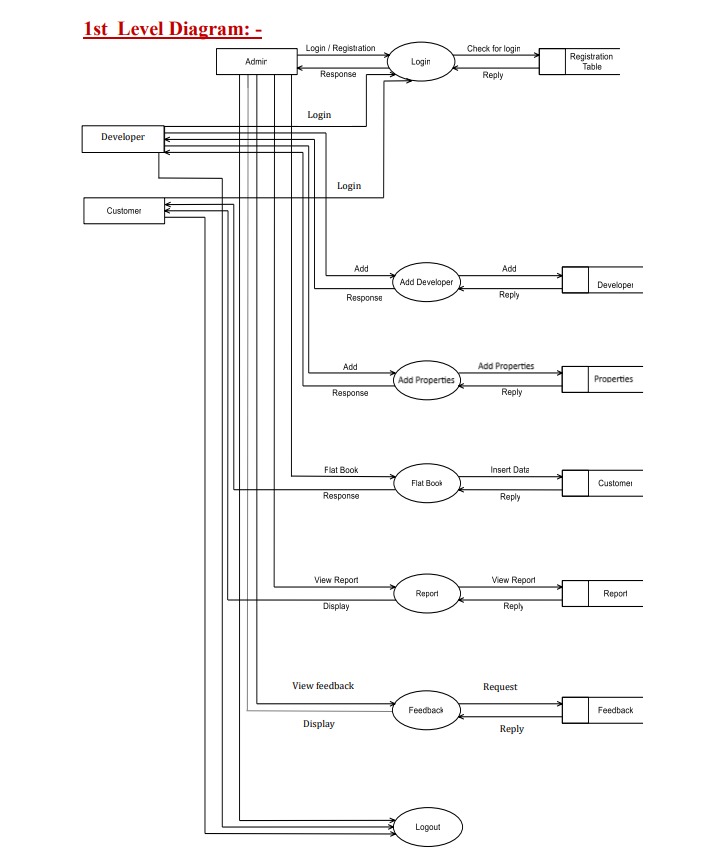 1st Level Diagram: -
Login / Registration
Check for login
Admin
Login
Registration
Table
Response
Reply
Login
Developer
Login
Customer
Add
Add
Add Developer
Developer
Response
Reply
Add
Add Properties
Add Properties
Properties
Response
Reply
Flat Book
Insert Data
Flat Book
Customer
Response
Reply
View Report
View Report
Report
Report
Display
Reply
View feedback
Request
Feedback
Feedback
Display
Reply
Logout